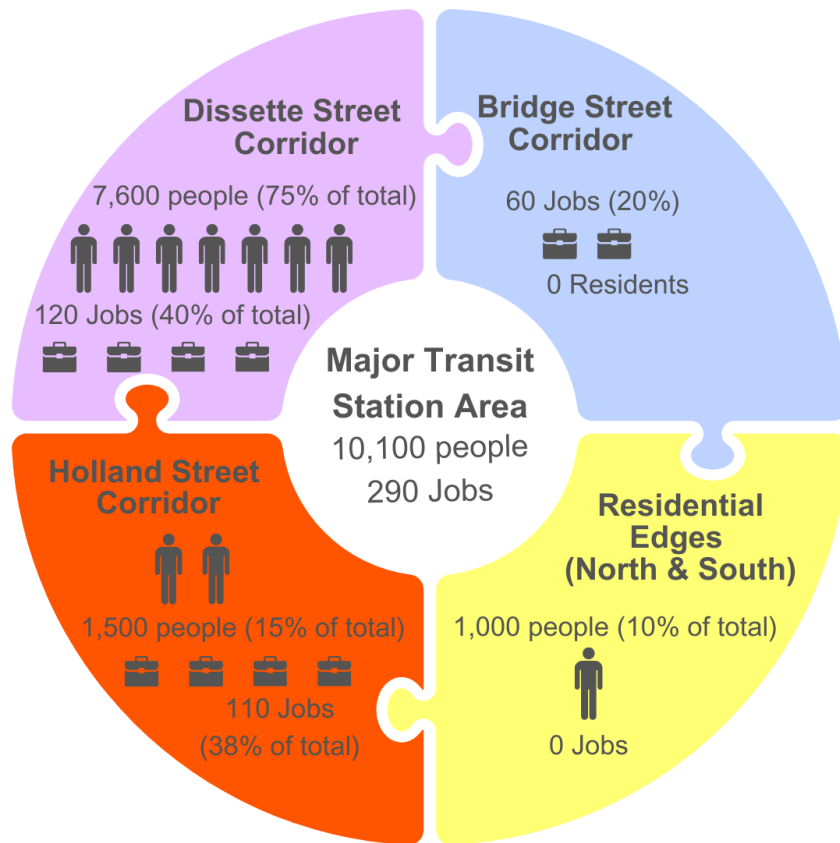 Dissette Street
Corridor
7,600 people (75% of total)
120 Jobs (40% of total)
Bridge Street
Corridor
60 Jobs (20%)
0 Residents
Major Transit
Station Area
10,100 people
290 Jobs
Holland Street
Corridor
1,500 people (15% of total)
110 Jobs
(38% of total)
Residential
Edges
(North & South)
1,000 people (10% of total)
0 Jobs